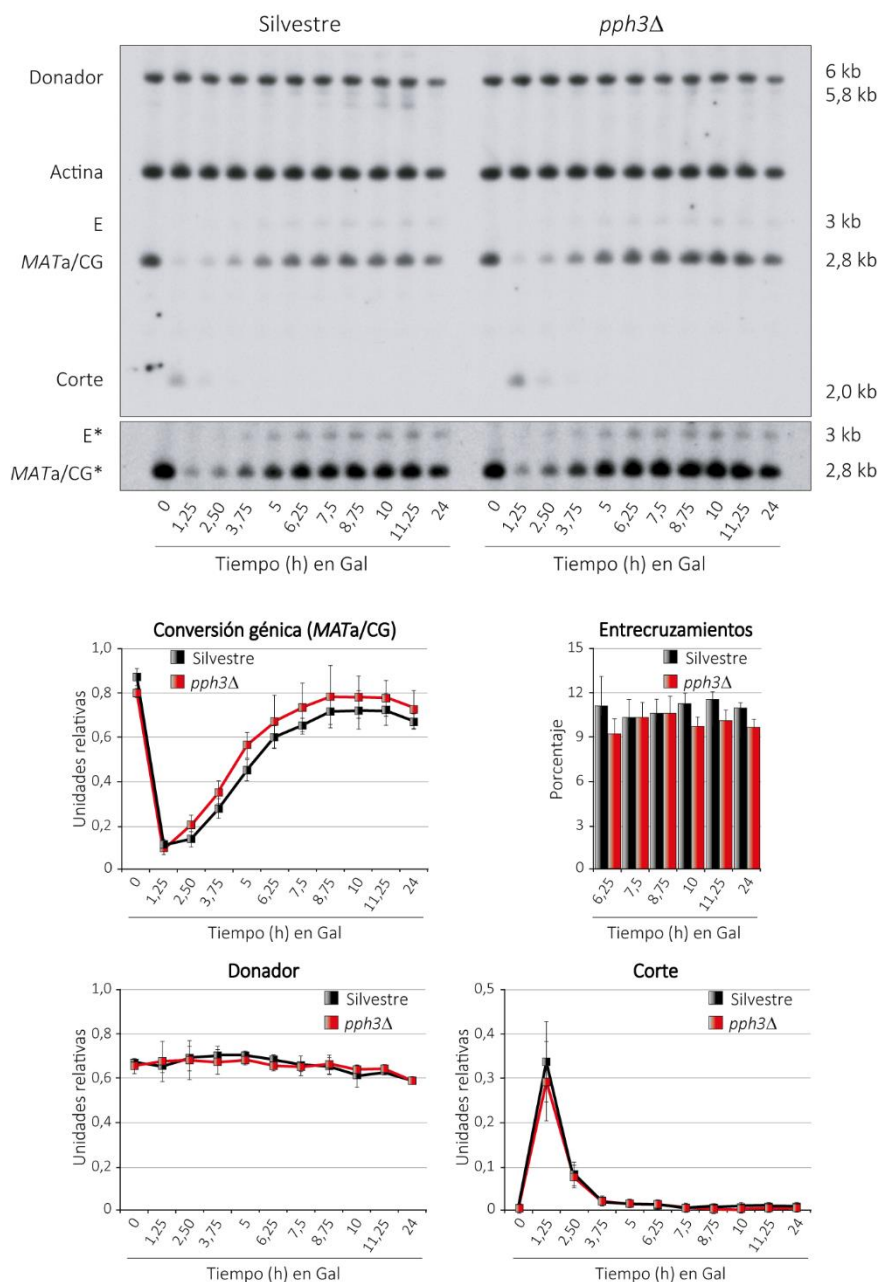 Silvestre pph3Δ
Donador 6 kb
5,8 kb
Actina
E 3 kb
MATa/CG 2,8 kb
Corte 2,0 kb
E* 3 kb
MATa/CG* 2,8 kb
0 1,25 2,50 3,75 5 6,25 7,5 8,75 10 11,25 24 0 1,25 2,50 3,75 5 6,25 7,5 8,75 10 11,25 24
Tiempo (h) en Gal Tiempo (h) en Gal
Conversión génica (MATa/CG)
Unidades relativas
1,0
0,8
0,6
0,4
0,2
0
Silvestre
pph3Δ
0 1,25 2,50 3,75 5 6,25 7,5 8,75 10 11,25 24
Tiempo (h) en Gal
Entrecruzamientos
Porcentaje
15
12
9
6
3
0
Silvestre
pph3Δ
6,25 7,5 8,75 10 11,25 24
Tiempo (h) en Gal
Donador
Unidades relativas
1,0
0,8
0,6
0,4
0,2
0
Silvestre
pph3Δ
0 1,25 2,50 3,75 5 6,25 7,5 8,75 10 11,25 24
Tiempo (h) en Gal
Corte
Unidades relativas
0,5
0,4
0,3
0,2
0,1
0
Silvestre
pph3Δ
0 1,25 2,50 3,75 5 6,25 7,5 8,75 10 11,25 24
Tiempo (h) en Gal